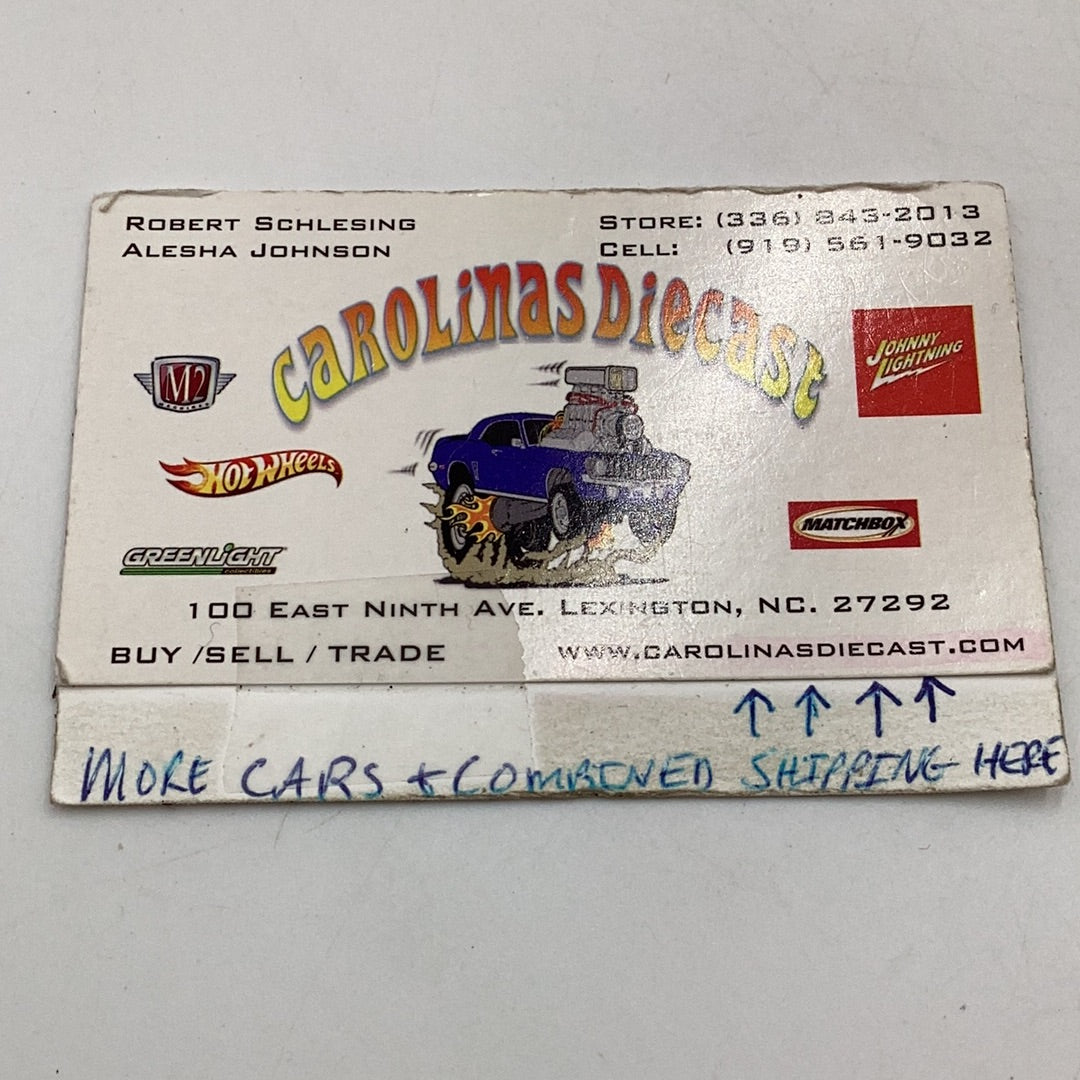 ROBERT SCHLESING
ALESHA JOHNSON
STORE: (336) 843-2013
CELL: (919) 561-9032
CAROLINAS DIECAST
M2
MACHINES
JOHNNY
LIGHTNING
HOT WHEELS
MATCHBOX
GREENLIGHT
collectibles
100 EAST NINTH AVE. LEXINGTON, NC. 27292
BUY /SELL / TRADE
WWW.CAROLINASDIECAST.COM
MORE CARS + COMBINED SHIPPING HERE